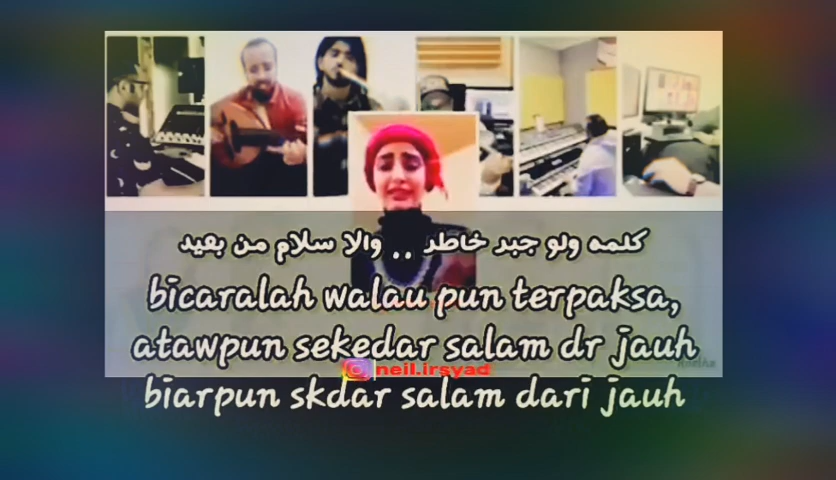 كلمه ولو جبر خاطر .. والا سلام من بعيد
bicaralah walau pun terpaksa,
atawpun sekedar salam dr jauh
neil.irsyad
biarpun skdar salam dari jauh